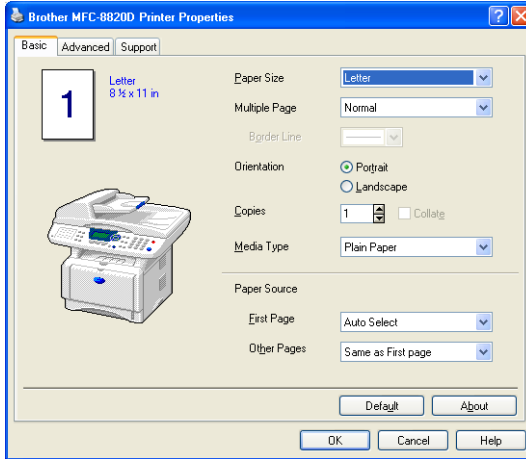 Brother MFC-8820D Printer Properties
Basic Advanced Support
1
Letter
8 ½ x 11 in
Paper Size Letter
Multiple Page Normal
Border Line
Orientation Portrait
Landscape
Copies 1 Collate
Media Type Plain Paper
Paper Source
First Page Auto Select
Other Pages Same as First page
Default About
OK Cancel Help